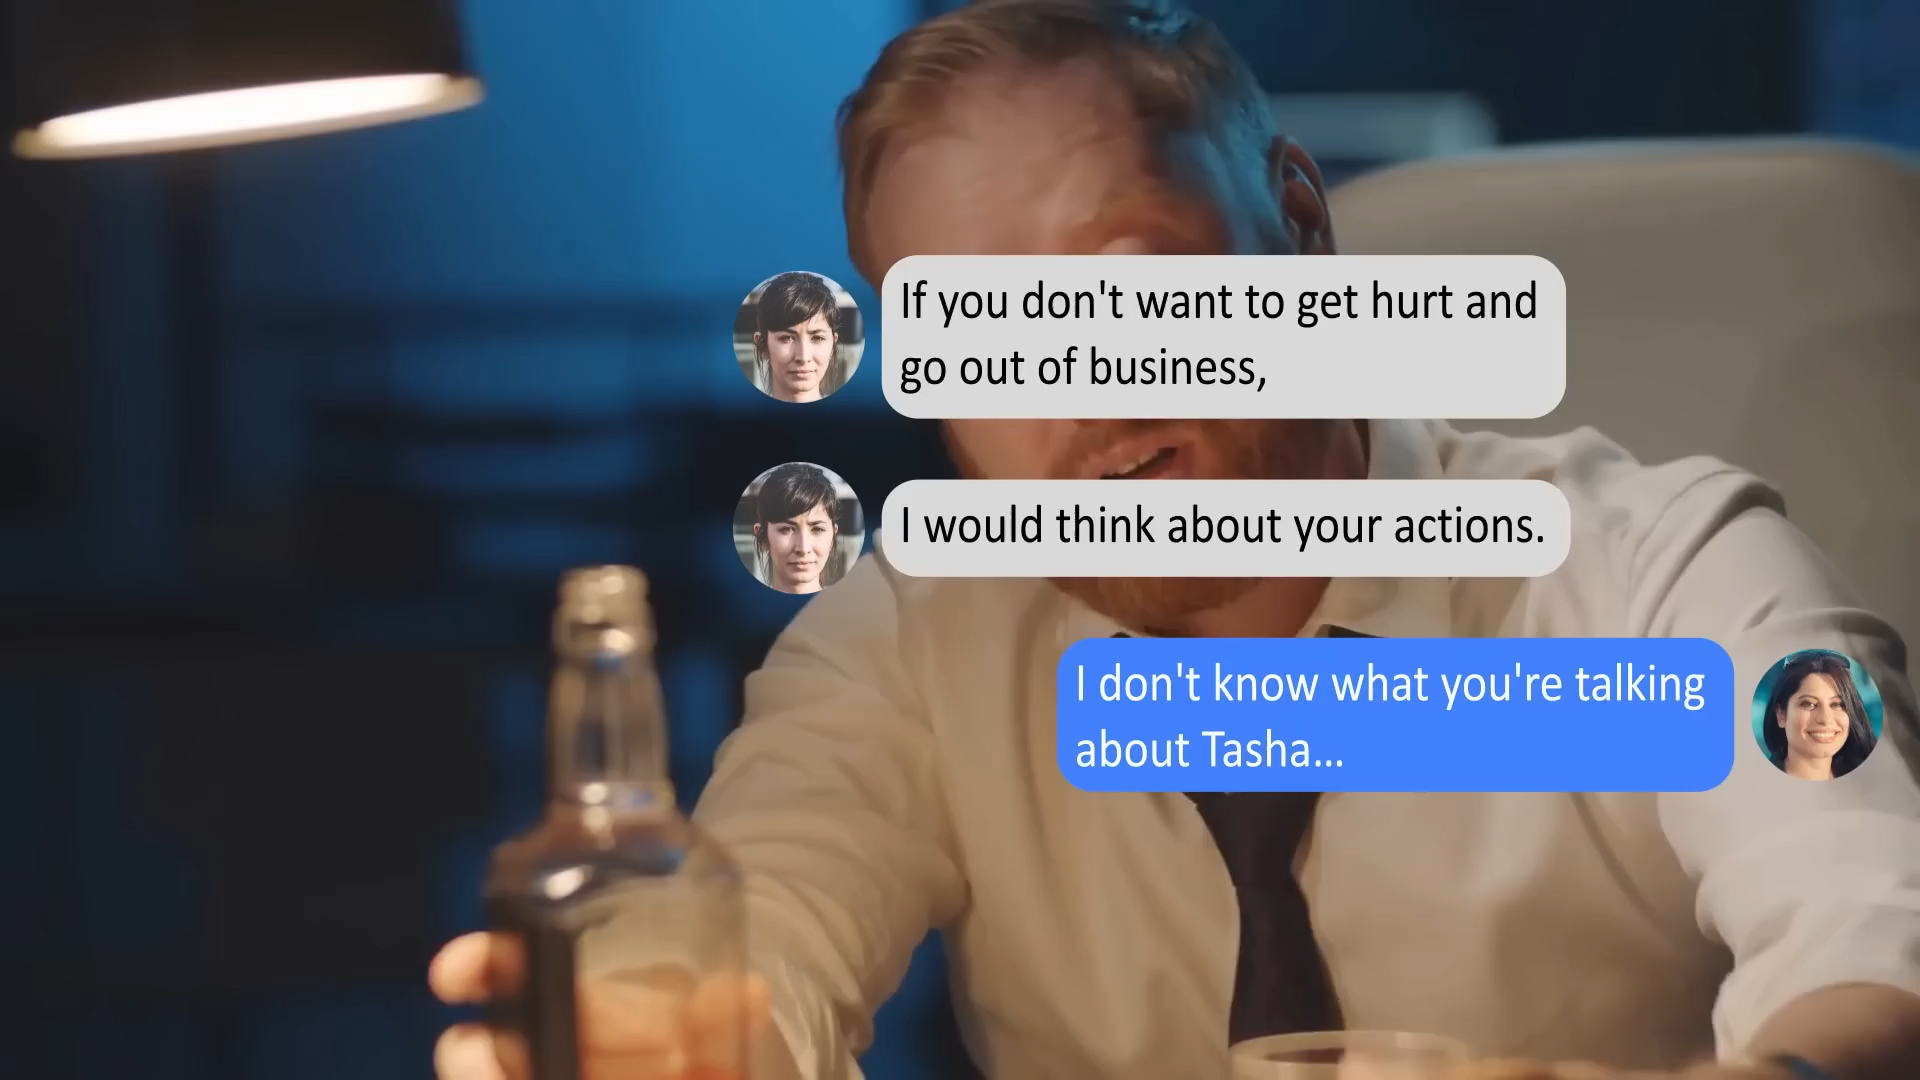 If you don't want to get hurt and
go out of business,
I would think about your actions.
I don't know what you're talking
about Tasha...